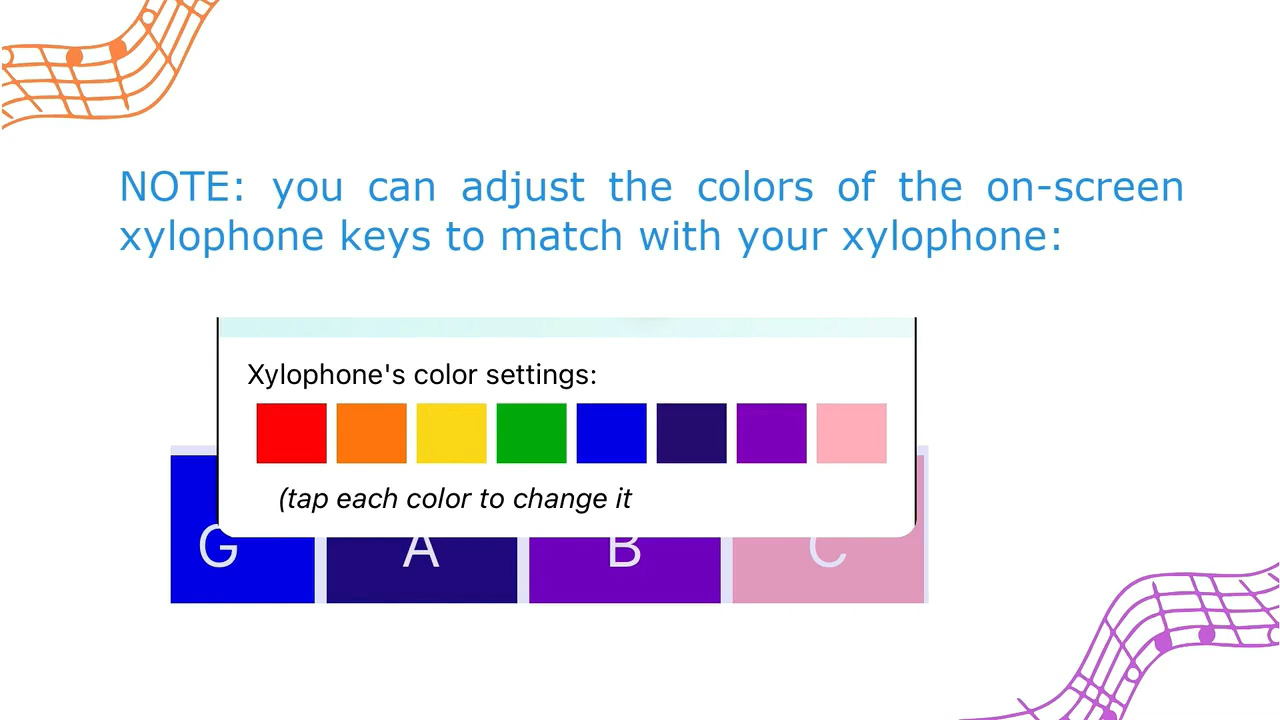 NOTE: you can adjust the colors of the on-screen
xylophone keys to match with your xylophone:
Xylophone's color settings:
(tap each color to change it
G A B C